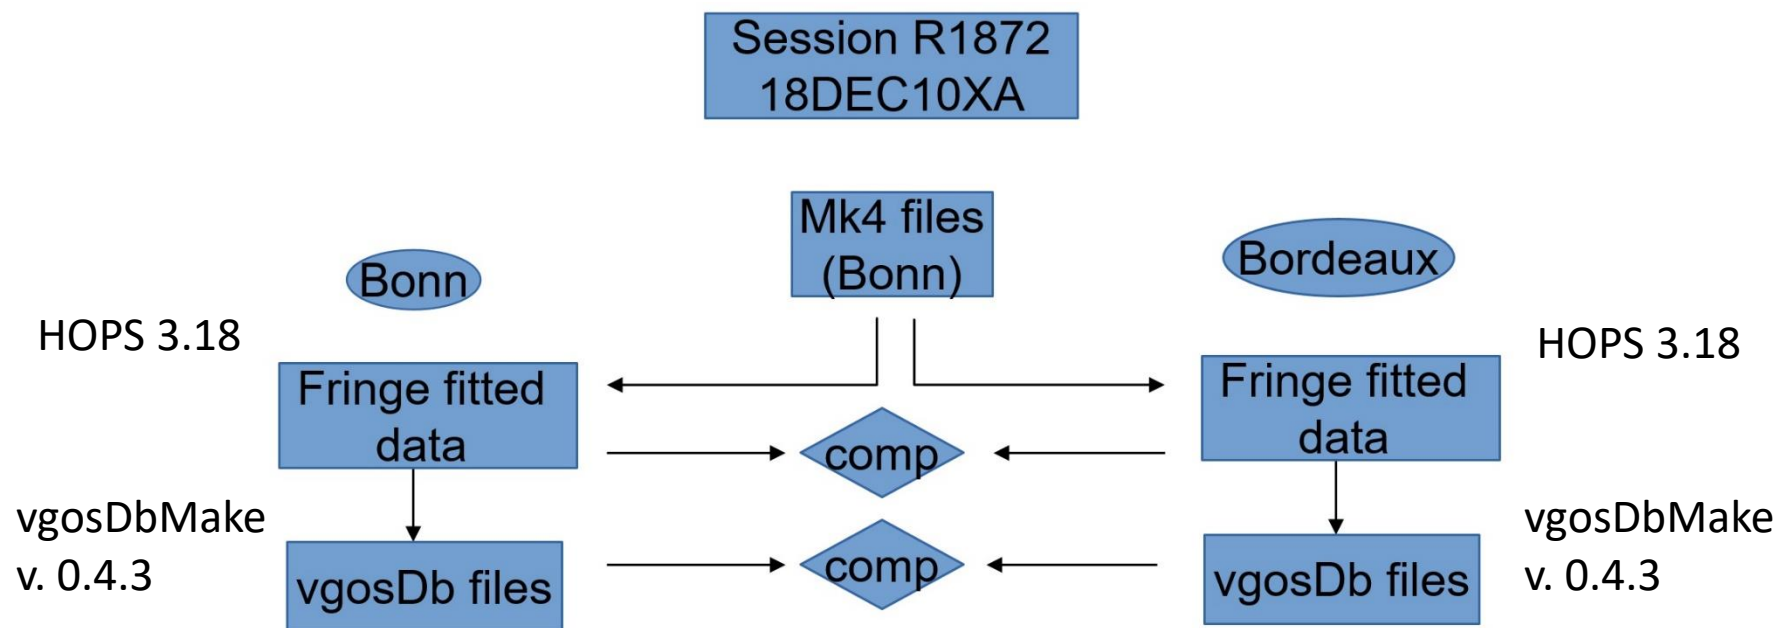 Session R1872
18DEC10XA
Mk4 files
(Bonn)
Bonn
Bordeaux
HOPS 3.18
HOPS 3.18
Fringe fitted
data
Fringe fitted
data
comp
vgosDbMake
v. 0.4.3
vgosDbMake
v. 0.4.3
vgosDb files
comp
vgosDb files